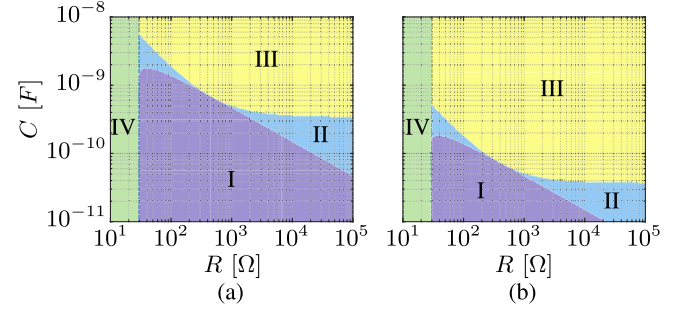 10^{-8}
10^{-9}
10^{-10}
10^{-11}
C [F]
III
IV
II
I
10^1 10^2 10^3 10^4 10^5
R [Ω]
(a)
III
IV
I
II
10^1 10^2 10^3 10^4 10^5
R [Ω]
(b)